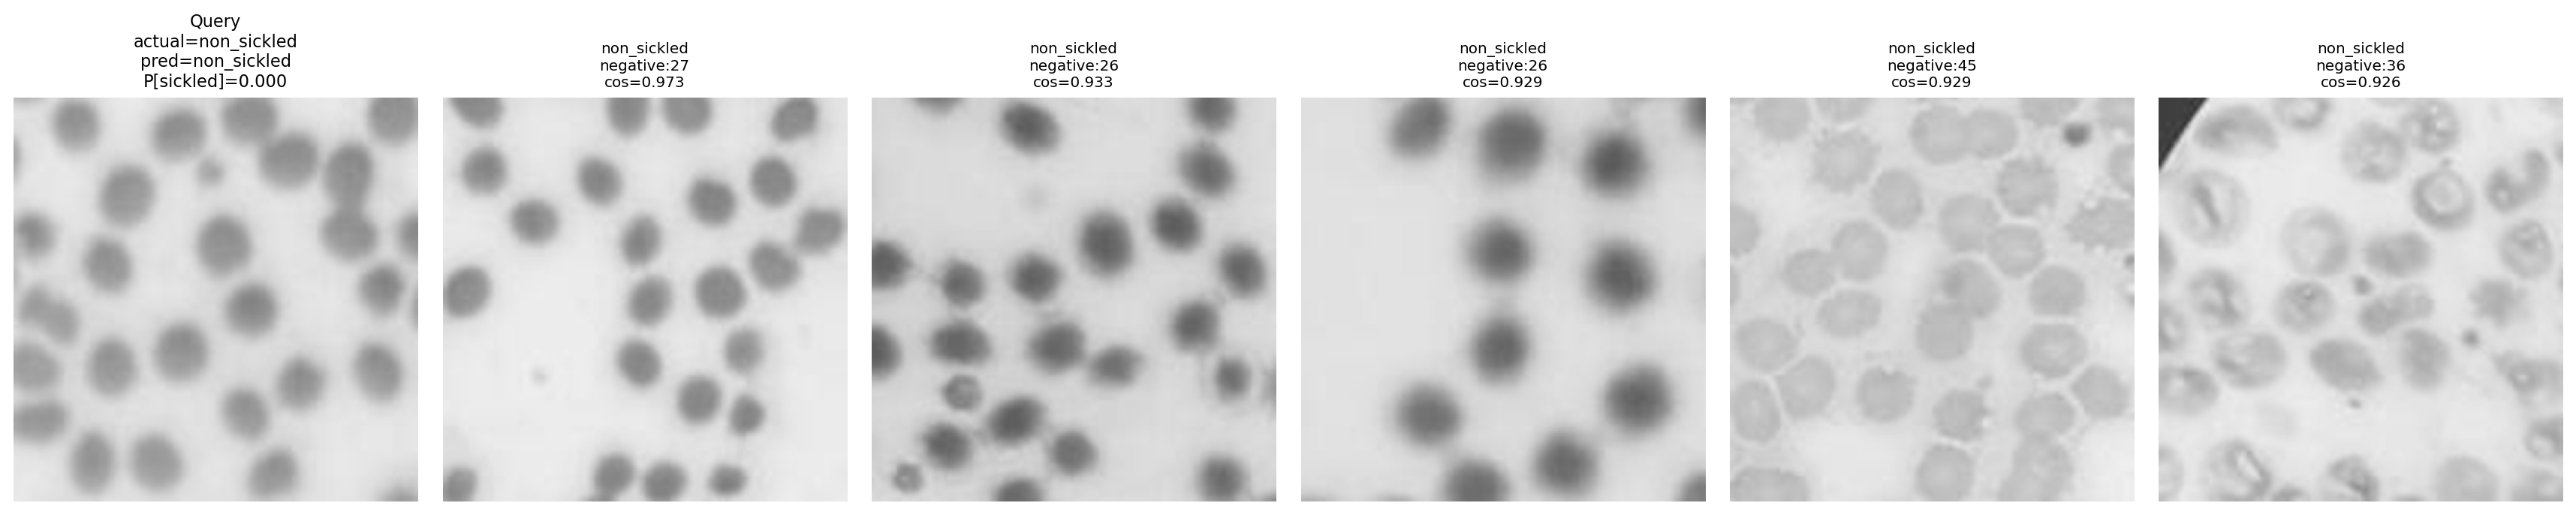 Query
actual=non_sickled
pred=non_sickled
P[sickled]=0.000
non_sickled
negative:27
cos=0.973
non_sickled
negative:26
cos=0.933
non_sickled
negative:26
cos=0.929
non_sickled
negative:45
cos=0.929
non_sickled
negative:36
cos=0.926